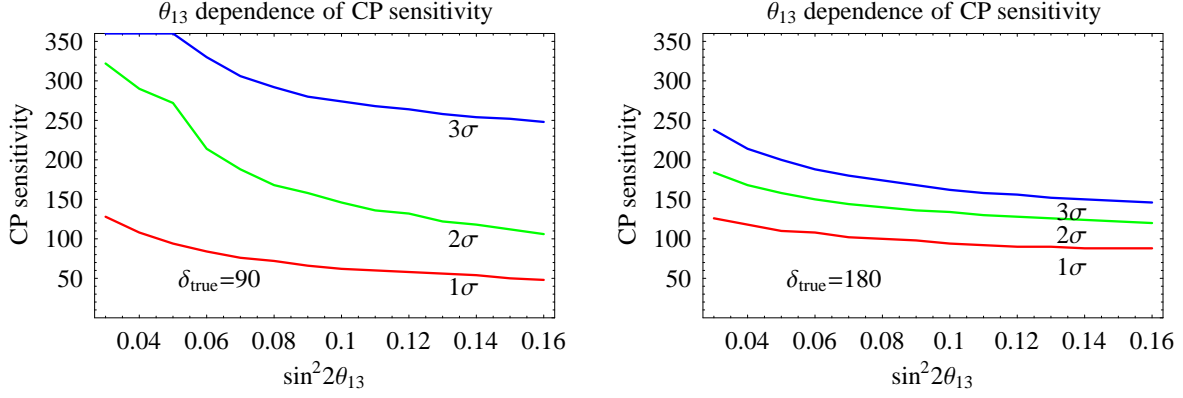 θ₁₃ dependence of CP sensitivity
CP sensitivity
350
300
250
200
150
100
50
3σ
2σ
1σ
δtrue=90
0.04 0.06 0.08 0.1 0.12 0.14 0.16
sin²2θ₁₃
θ₁₃ dependence of CP sensitivity
CP sensitivity
350
300
250
200
150
100
50
3σ
2σ
1σ
δtrue=180
0.04 0.06 0.08 0.1 0.12 0.14 0.16
sin²2θ₁₃